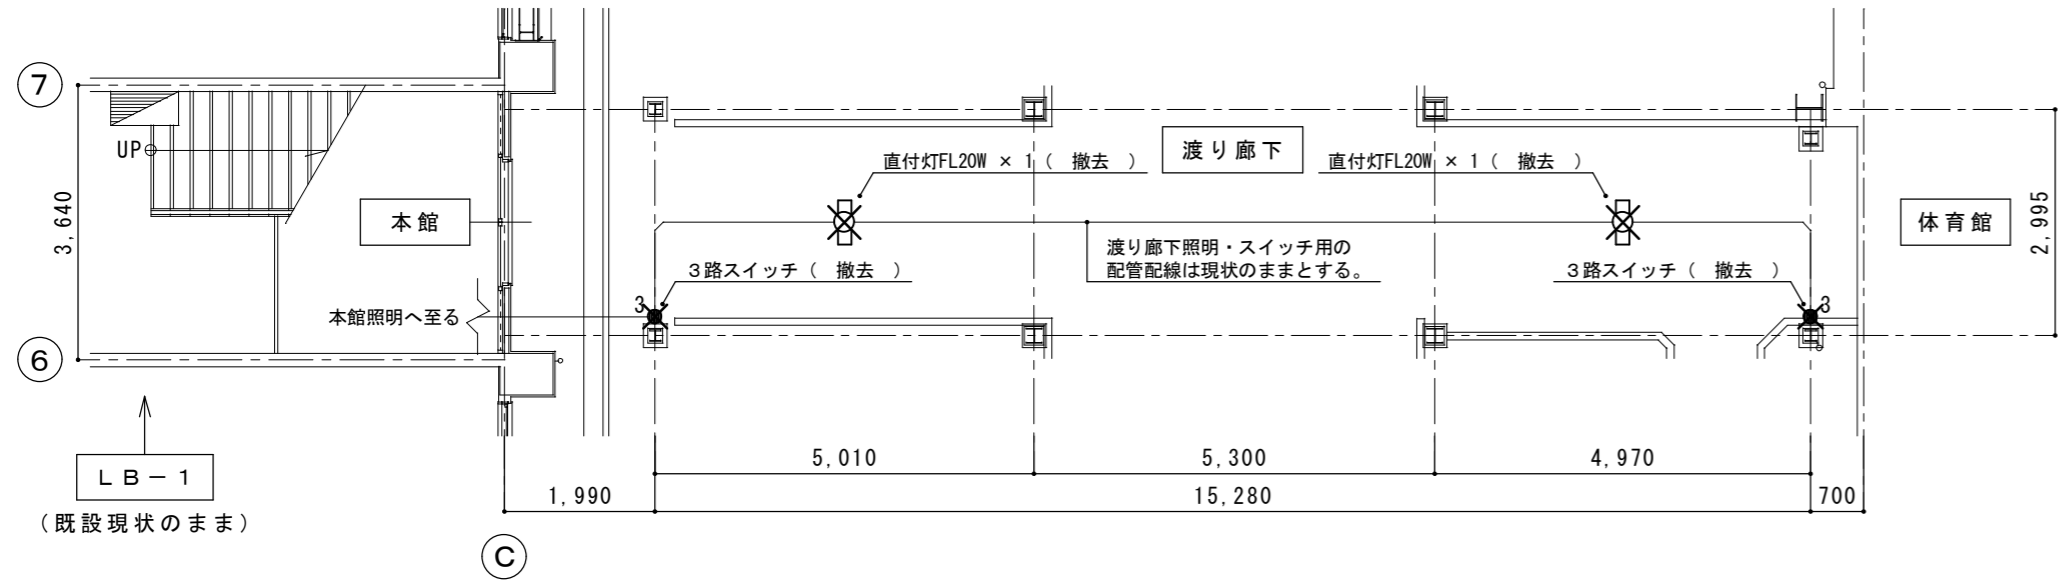 7
UP
3,640
本館
本館照明へ至る
6
LB－1
（既設現状のまま）
C
直付灯FL20W × 1（　撤去　）
渡り廊下
直付灯FL20W × 1（　撤去　）
体育館
2,995
渡り廊下照明・スイッチ用の
配管配線は現状のままとする。
３路スイッチ（　撤去　）
3
３路スイッチ（　撤去　）
3
5,010
5,300
4,970
1,990
15,280
700